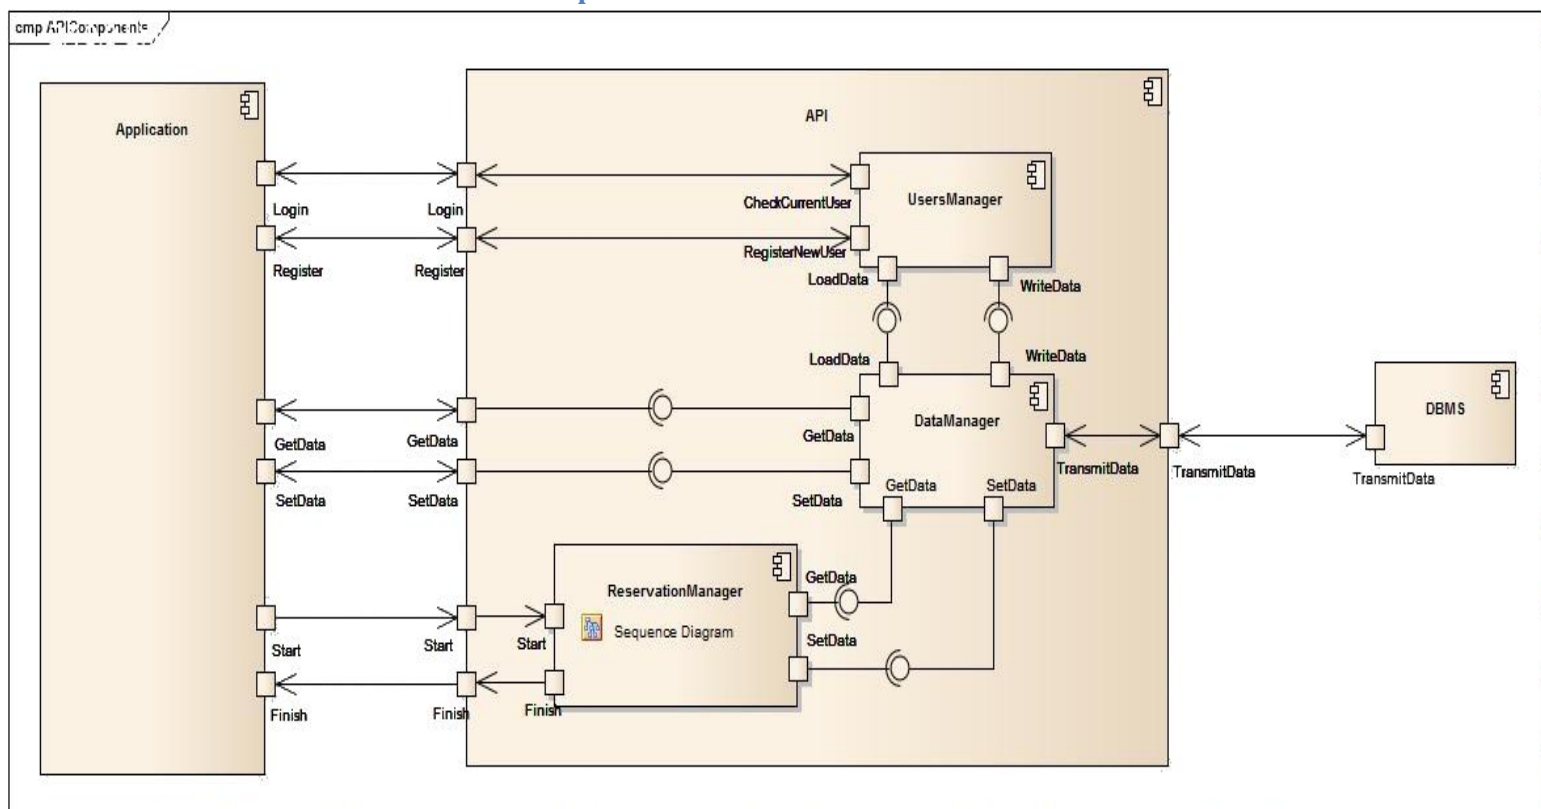 cmp APIComponents
Application
API
UsersManager
Login
Login
CheckCurrentUser
Register
Register
RegisterNewUser
LoadData
WriteData
LoadData
WriteData
DataManager
DBMS
GetData
GetData
GetData
TransmitData
TransmitData
TransmitData
SetData
SetData
SetData
GetData
SetData
ReservationManager
Sequence Diagram
GetData
SetData
Start
Start
Start
Finish
Finish
Finish